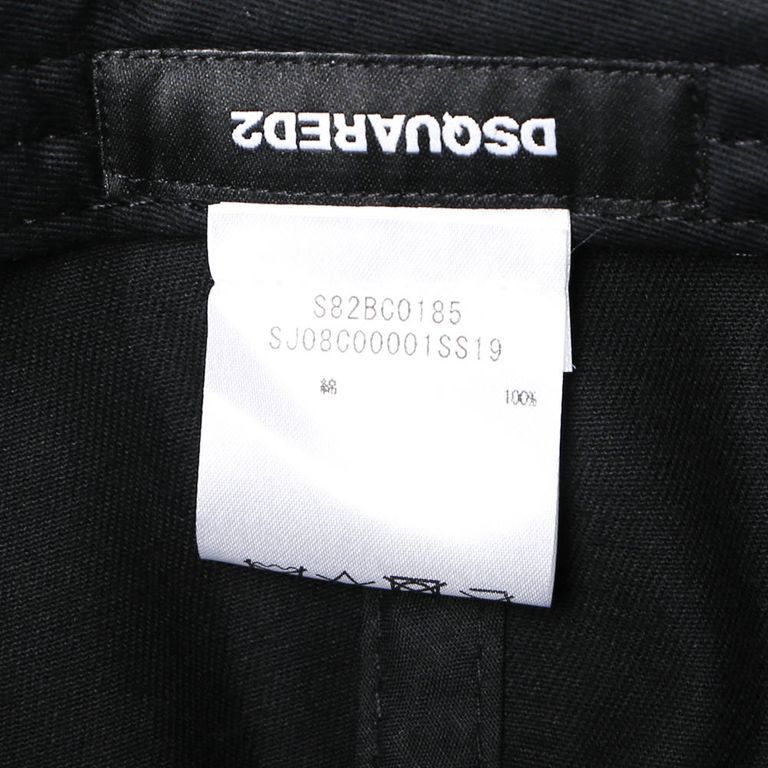 DSQUARED2
S82BC0185
SJ08C00001SS19
綿 100%